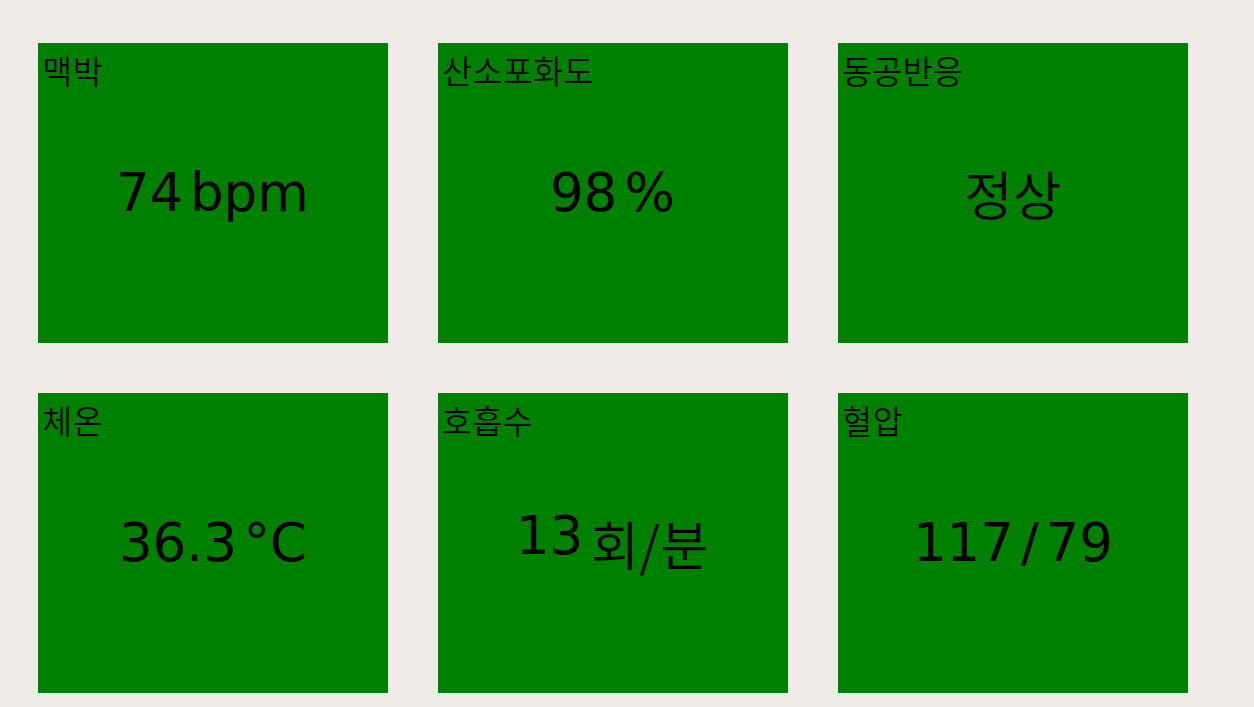 맥박
74 bpm
산소포화도
98 %
동공반응
정상
체온
36.3 °C
호흡수
13 회/분
혈압
117 / 79